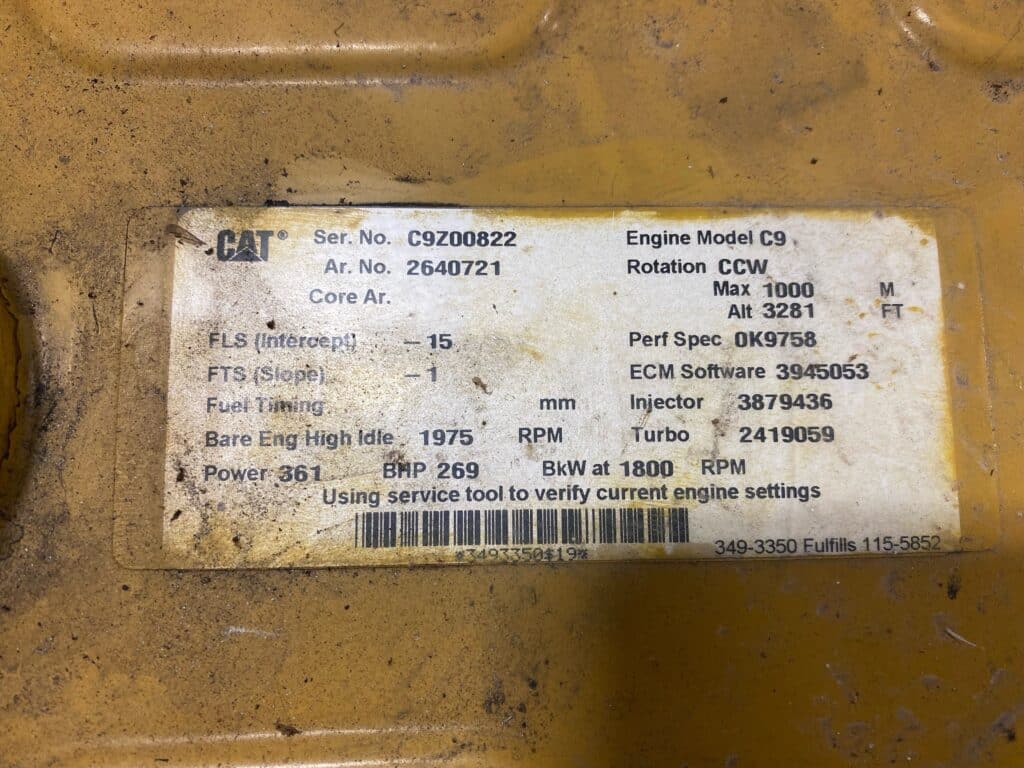 CAT® Ser. No. C9Z00822 Engine Model C9
Ar. No. 2640721 Rotation CCW
Core Ar. Max 1000 M
Alt 3281 FT
FLS (Intercept) – 15 Perf Spec 0K9758
FTS (Slope) – 1 ECM Software 3945053
Fuel Timing mm Injector 3879436
Bare Eng High Idle 1975 RPM Turbo 2419059
Power 361 BHP 269 BkW at 1800 RPM
Using service tool to verify current engine settings
*3493350$19*
349-3350 Fulfills 115-5852